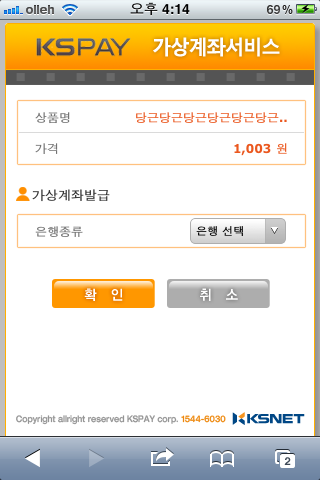 olleh 오후 4:14 69%
KSPAY 가상계좌서비스
상품명 당근당근당근당근당근당근..
가격 1,003 원
가상계좌발급
은행종류 은행 선택
확 인 취 소
Copyright allright reserved KSPAY corp. 1544-6030 KSNET
2